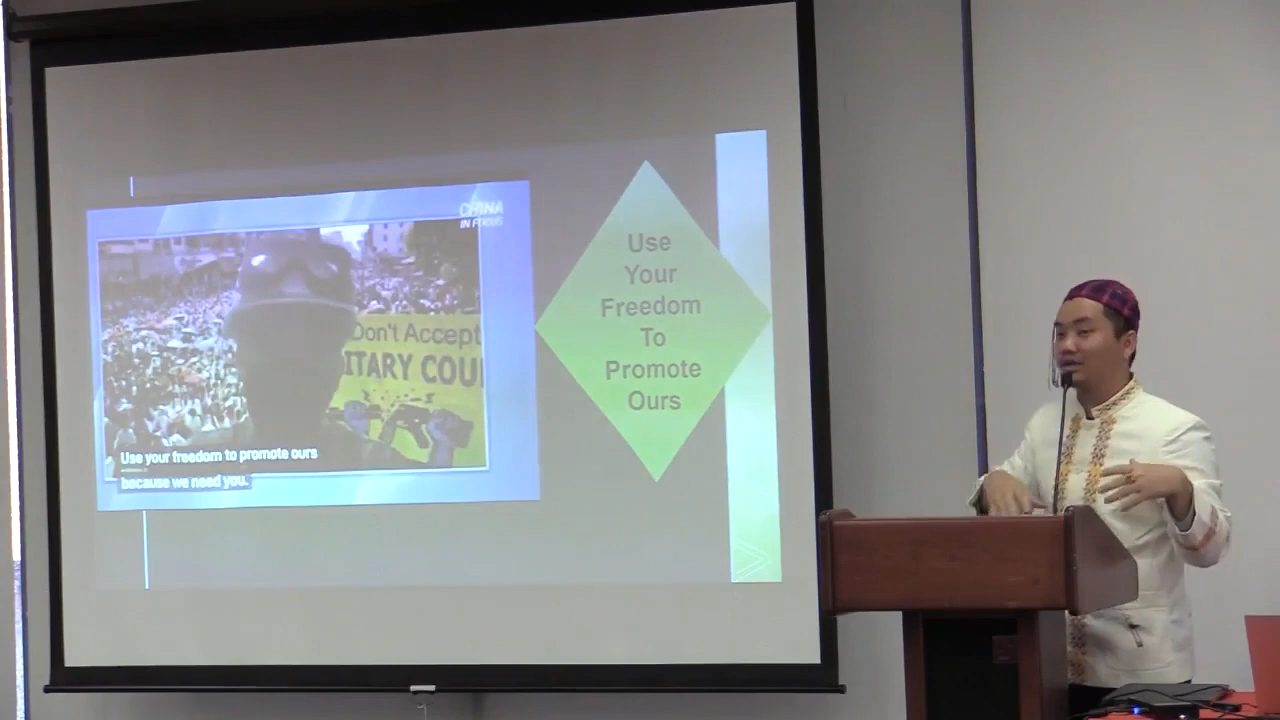 CHINA
IN FOCUS
Don't Accept
ITARY COU
Use your freedom to promote ours
because we need you.
Use
Your
Freedom
To
Promote
Ours